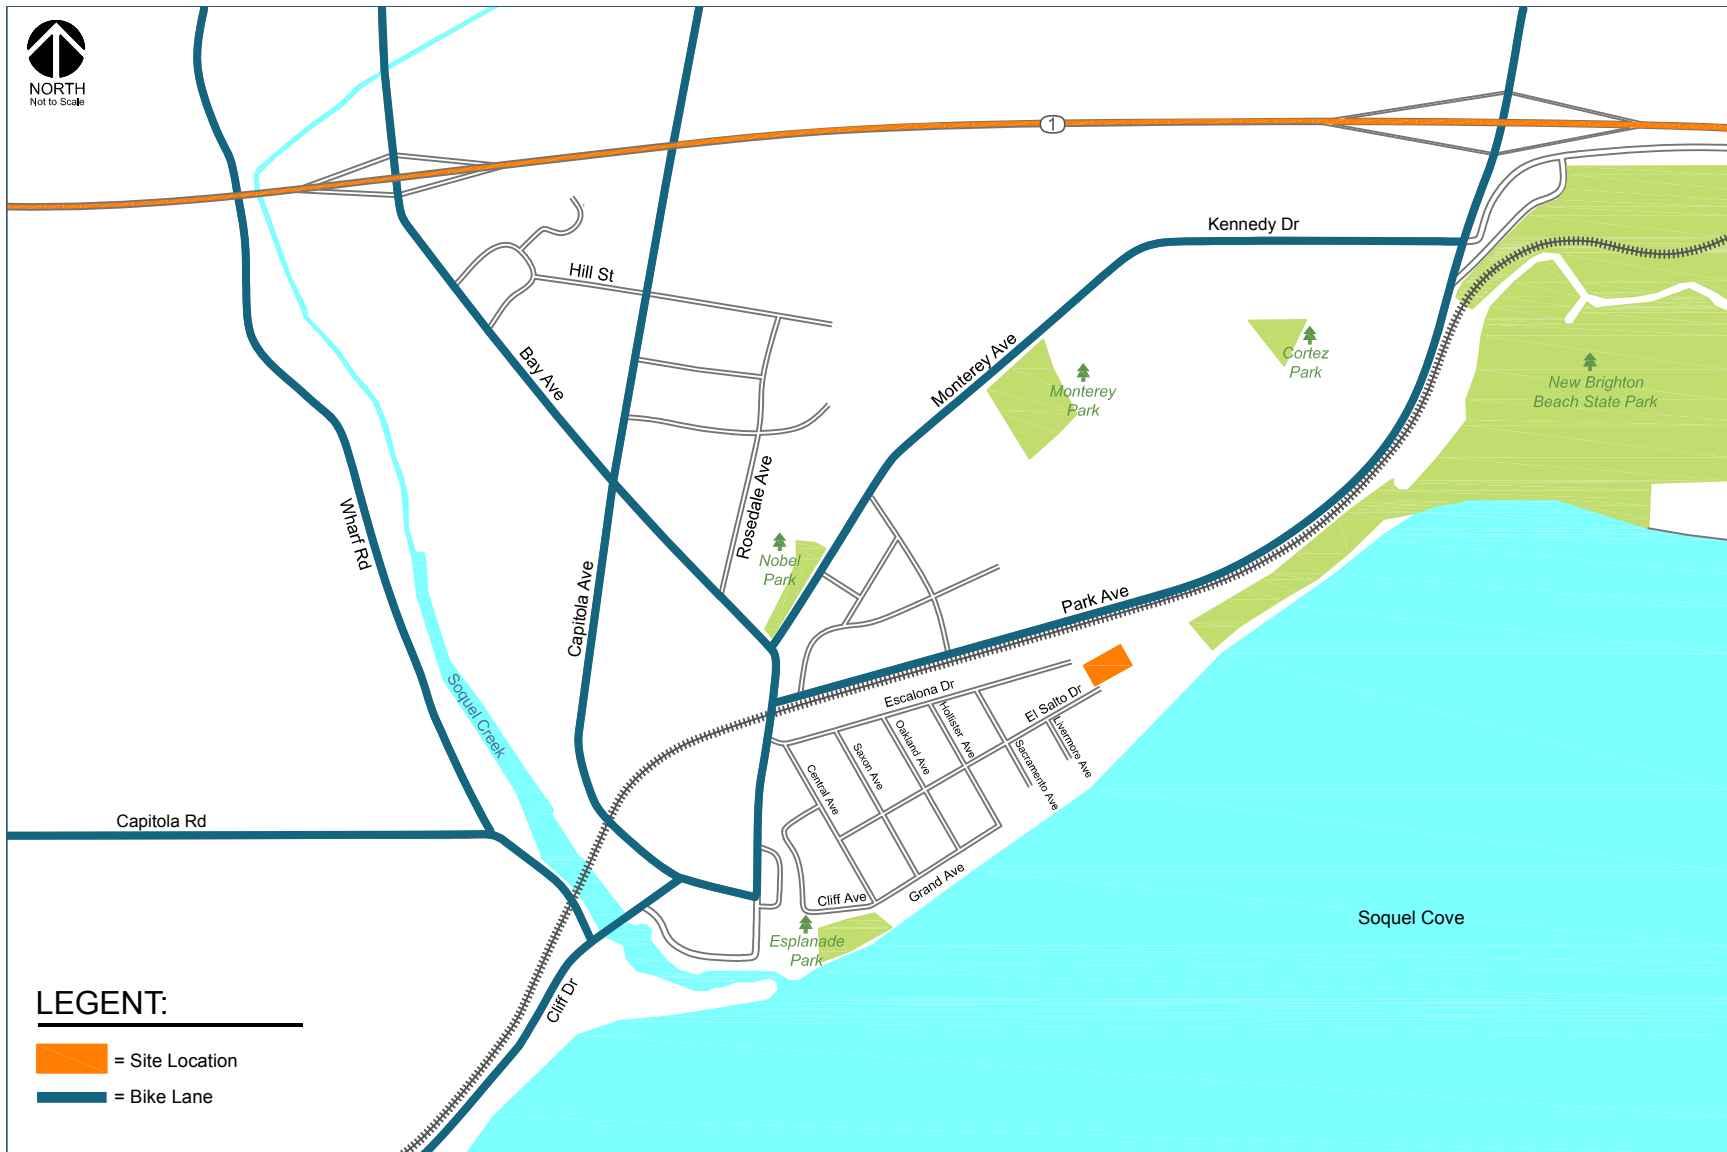 NORTH
Not to Scale
1
Kennedy Dr
Hill St
Bay Ave
Monterey Ave
Cortez
Park
Monterey
Park
New Brighton
Beach State Park
Rosedale Ave
Wharf Rd
Nobel
Park
Capitola Ave
Park Ave
Soquel Creek
Escalona Dr
El Salto Dr
Hollister Ave
Oakland Ave
Saxon Ave
Central Ave
Livermore Ave
Sacramento Ave
Capitola Rd
Cliff Ave
Grand Ave
Soquel Cove
Esplanade
Park
Cliff Dr
LEGENT:
= Site Location
= Bike Lane